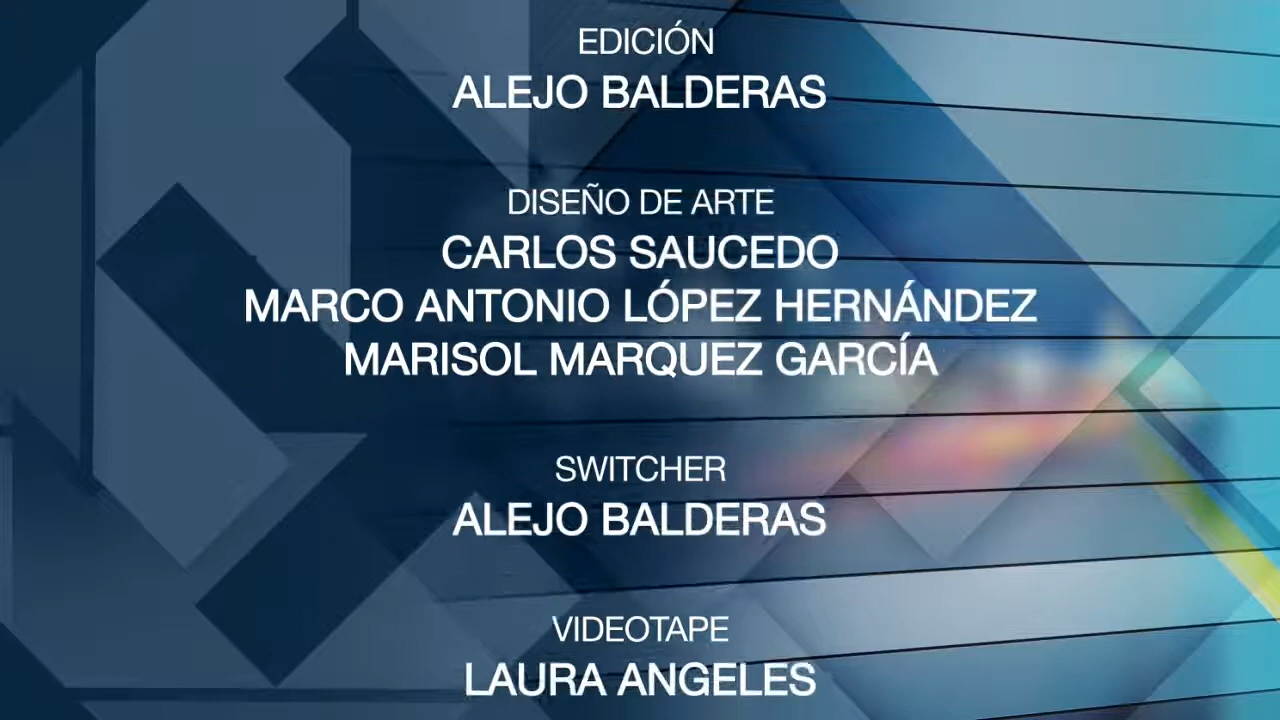 EDICIÓN
ALEJO BALDERAS
DISEÑO DE ARTE
CARLOS SAUCEDO
MARCO ANTONIO LÓPEZ HERNÁNDEZ
MARISOL MARQUEZ GARCÍA
SWITCHER
ALEJO BALDERAS
VIDEOTAPE
LAURA ANGELES